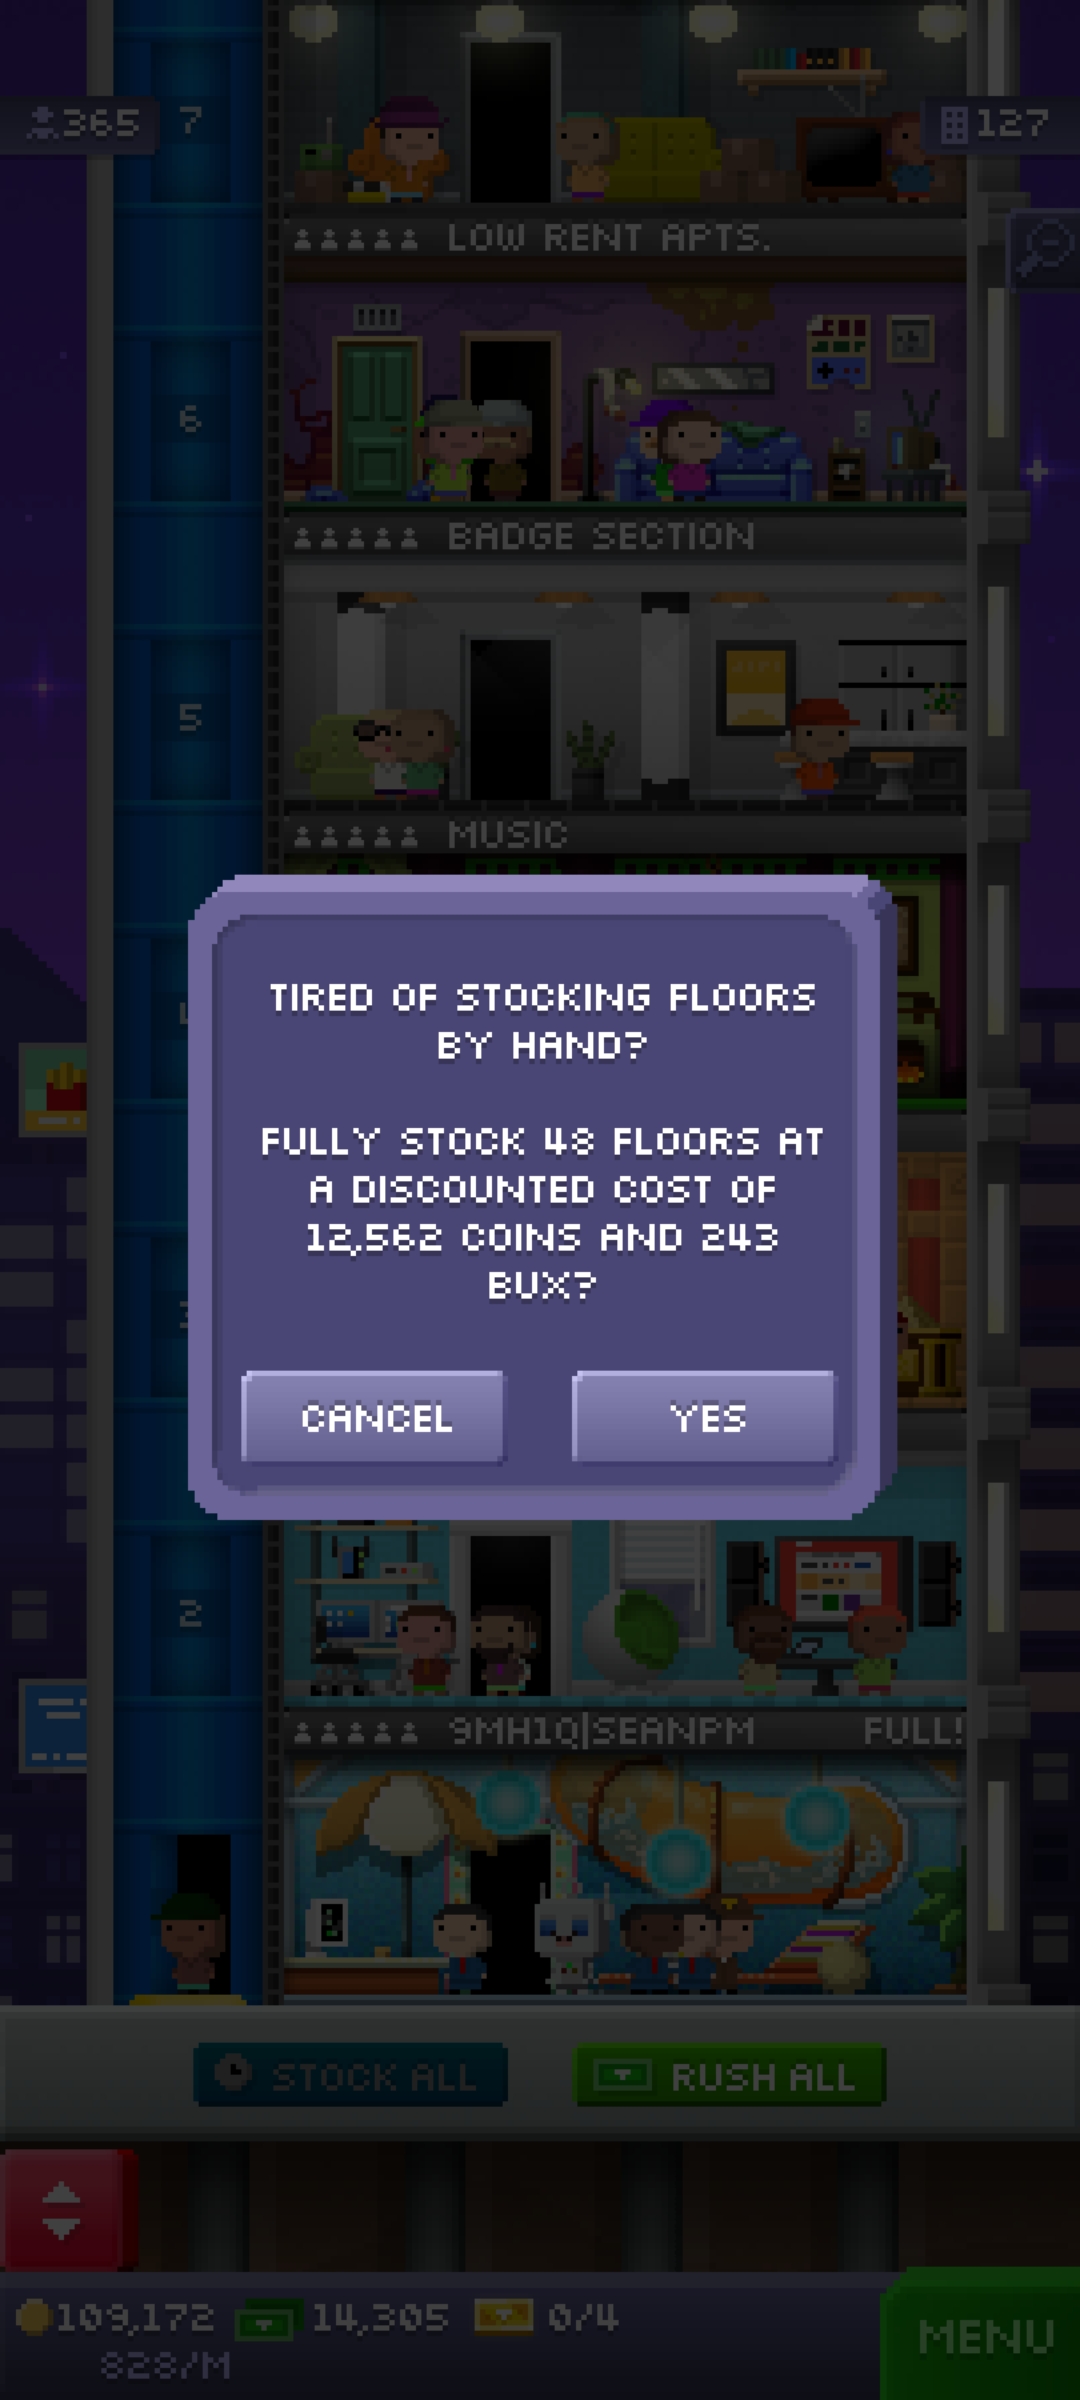 365
7
127
LOW RENT APTS.
6
BADGE SECTION
5
MUSIC
TIRED OF STOCKING FLOORS
BY HAND?
FULLY STOCK 48 FLOORS AT
A DISCOUNTED COST OF
12,562 COINS AND 243
BUX?
CANCEL
YES
2
9MH1Q|SEANPM
FULL!
STOCK ALL
RUSH ALL
109,172
14,305
0/4
828/M
MENU